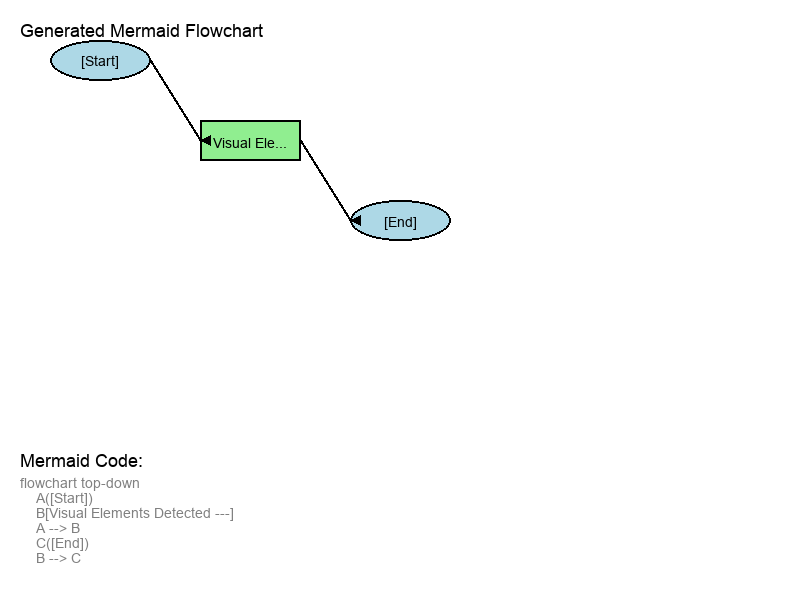 Generated Mermaid Flowchart
[Start]
Visual Ele...
[End]
Mermaid Code:
flowchart top-down
A([Start])
B[Visual Elements Detected ---]
A --> B
C([End])
B --> C